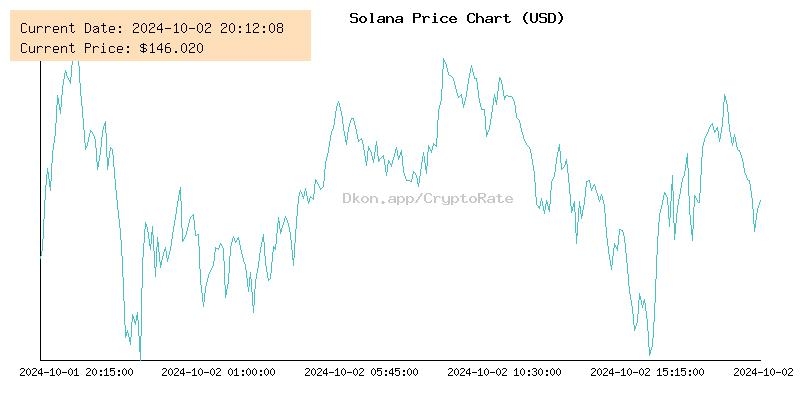 Solana Price Chart (USD)
Current Date: 2024-10-02 20:12:08
Current Price: $146.020
Dkon.app/CryptoRate
2024-10-01 20:15:00 2024-10-02 01:00:00 2024-10-02 05:45:00 2024-10-02 10:30:00 2024-10-02 15:15:00 2024-10-02